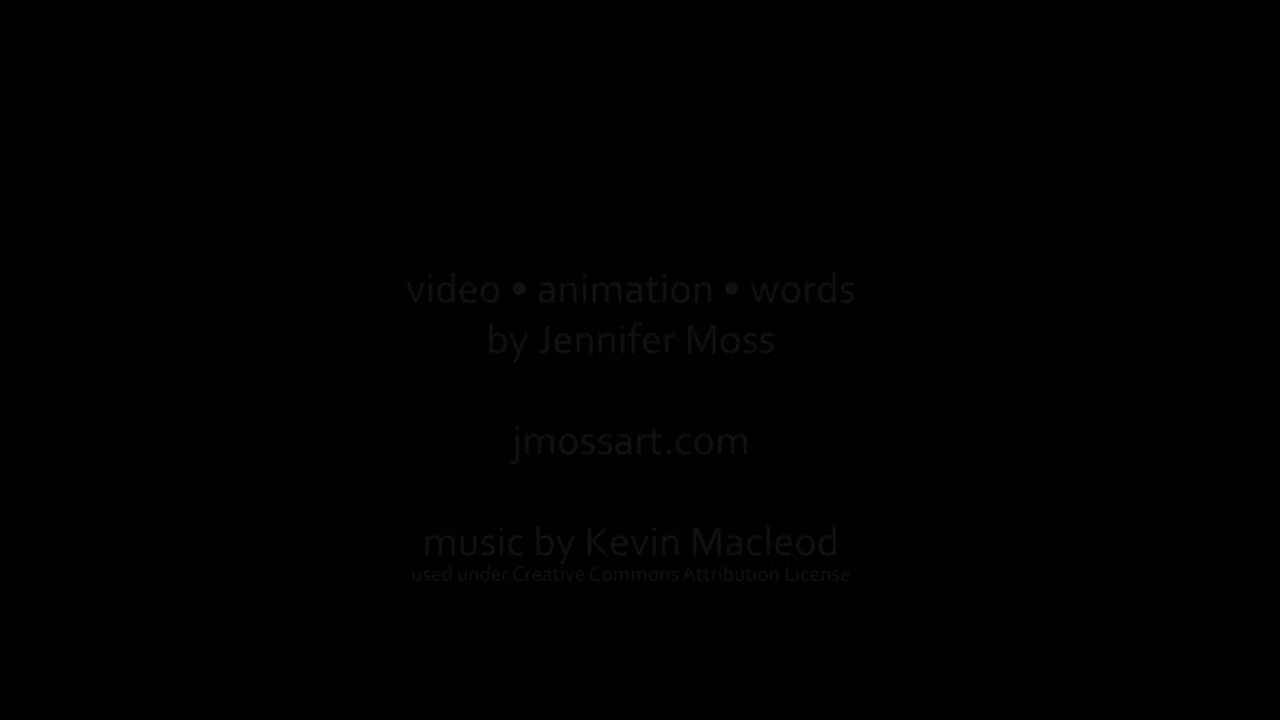 video • animation • words
by Jennifer Moss
jmossart.com
music by Kevin Macleod
used under Creative Commons Attribution License